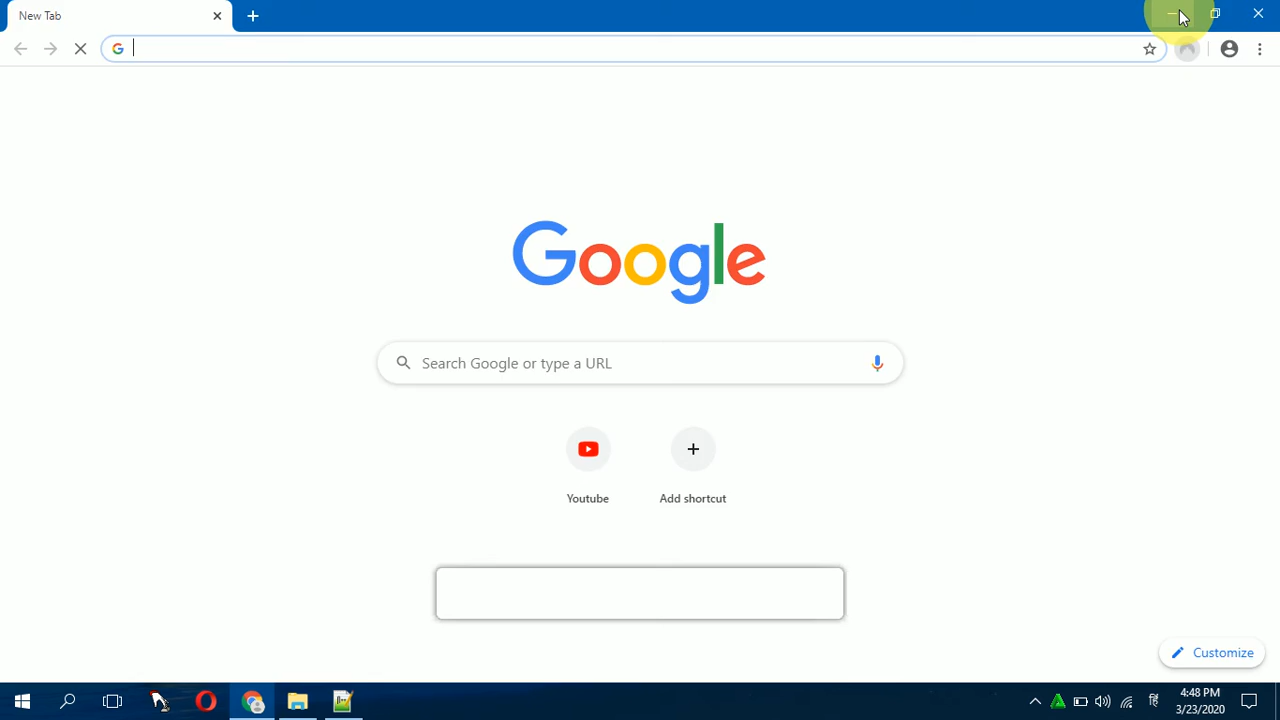 New Tab
Google
Search Google or type a URL
Youtube
Add shortcut
Customize
4:48 PM
हिं
3/23/2020